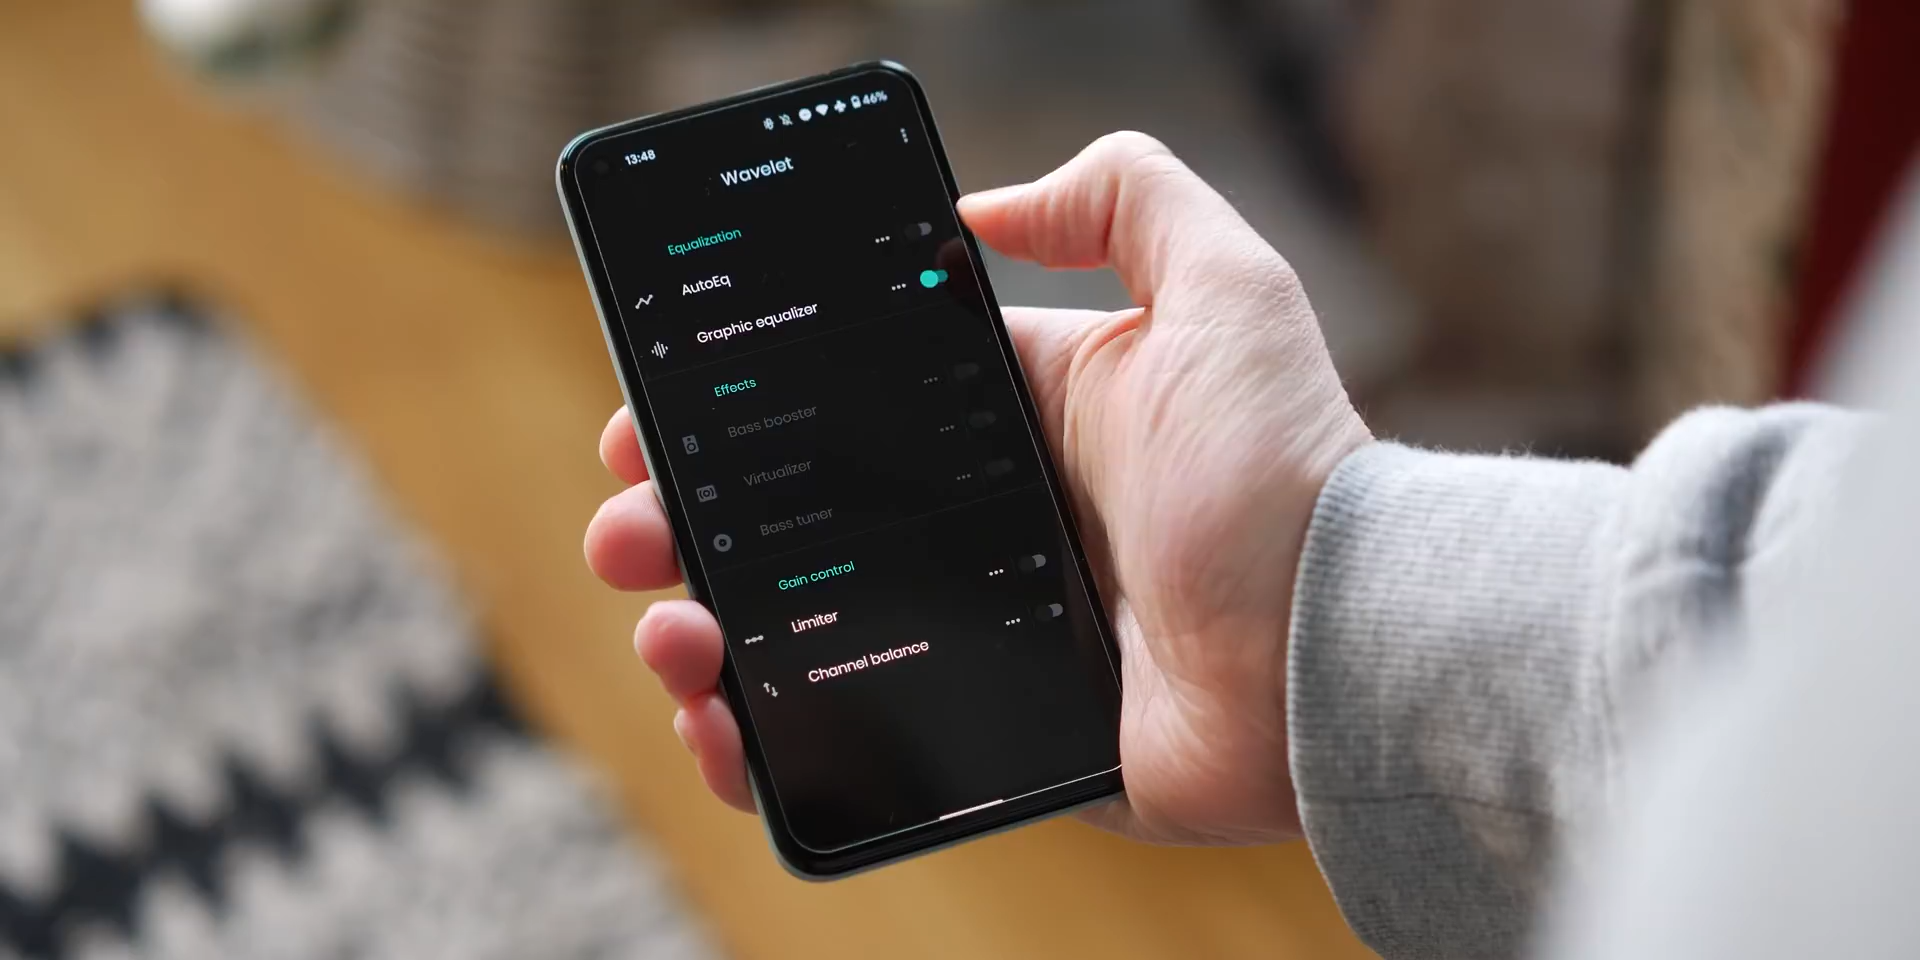 13:48
46%
Wavelet
Equalization
AutoEq
Graphic equalizer
Effects
Bass booster
Virtualizer
Bass tuner
Gain control
Limiter
Channel balance